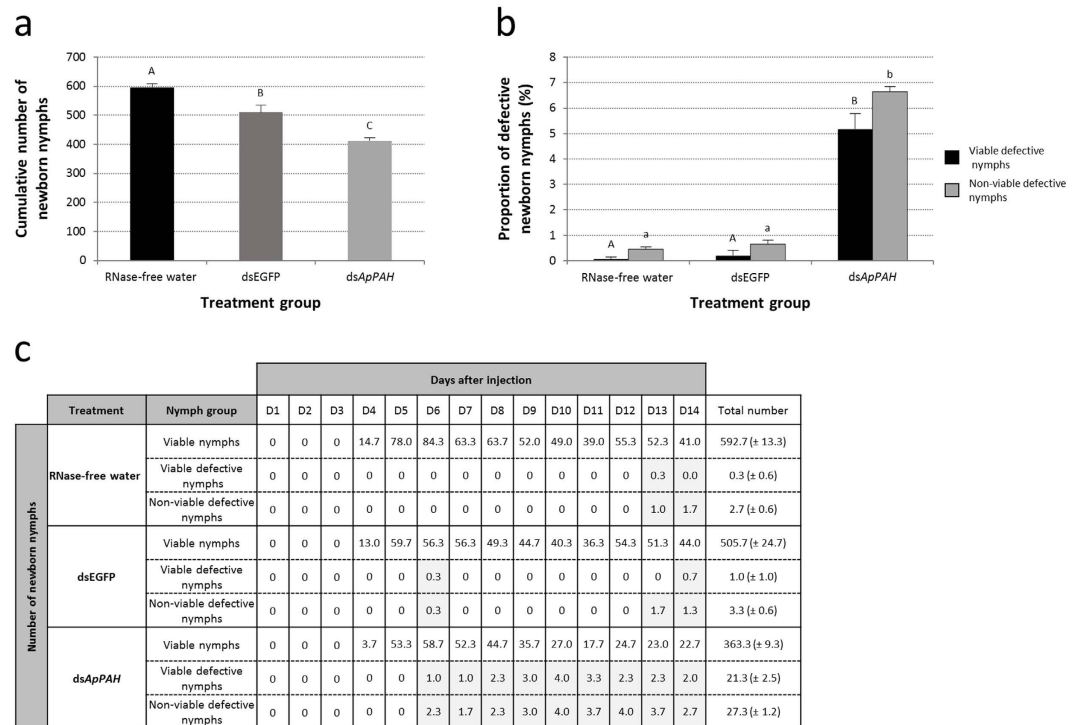 a
Cumulative number of
newborn nymphs
700
600
500
400
300
200
100
0
A
B
C
RNase-free water dsEGFP dsApPAH
Treatment group
b
Proportion of defective
newborn nymphs (%)
8
7
6
5
4
3
2
1
0
A a A a B b
RNase-free water dsEGFP dsApPAH
Treatment group
Viable defective
nymphs
Non-viable defective
nymphs
c
Days after injection
Treatment Nymph group D1 D2 D3 D4 D5 D6 D7 D8 D9 D10 D11 D12 D13 D14 Total number
Number of newborn nymphs
RNase-free water
Viable nymphs 0 0 0 14.7 78.0 84.3 63.3 63.7 52.0 49.0 39.0 55.3 52.3 41.0 592.7 (± 13.3)
Viable defective
nymphs 0 0 0 0 0 0 0 0 0 0 0 0 0.3 0.0 0.3 (± 0.6)
Non-viable defective
nymphs 0 0 0 0 0 0 0 0 0 0 0 0 1.0 1.7 2.7 (± 0.6)
dsEGFP
Viable nymphs 0 0 0 13.0 59.7 56.3 56.3 49.3 44.7 40.3 36.3 54.3 51.3 44.0 505.7 (± 24.7)
Viable defective
nymphs 0 0 0 0 0 0.3 0 0 0 0 0 0 0 0.7 1.0 (± 1.0)
Non-viable defective
nymphs 0 0 0 0 0 0.3 0 0 0 0 0 0 1.7 1.3 3.3 (± 0.6)
dsApPAH
Viable nymphs 0 0 0 3.7 53.3 58.7 52.3 44.7 35.7 27.0 17.7 24.7 23.0 22.7 363.3 (± 9.3)
Viable defective
nymphs 0 0 0 0 0 1.0 1.0 2.3 3.0 4.0 3.3 2.3 2.3 2.0 21.3 (± 2.5)
Non-viable defective
nymphs 0 0 0 0 0 2.3 1.7 2.3 3.0 4.0 3.7 4.0 3.7 2.7 27.3 (± 1.2)